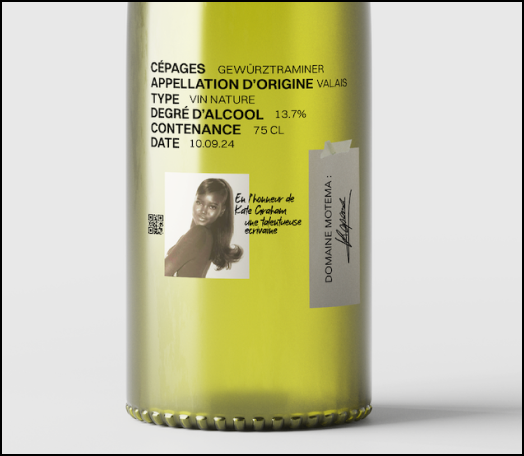 CÉPAGES GEWÜRZTRAMINER
APPELLATION D'ORIGINE VALAIS
TYPE VIN NATURE
DEGRÉ D'ALCOOL 13.7%
CONTENANCE 75 CL
DATE 10.09.24
En l'honneur de
Kate Graham
une talentueuse
ecrivaine
DOMAINE MOTEMA :